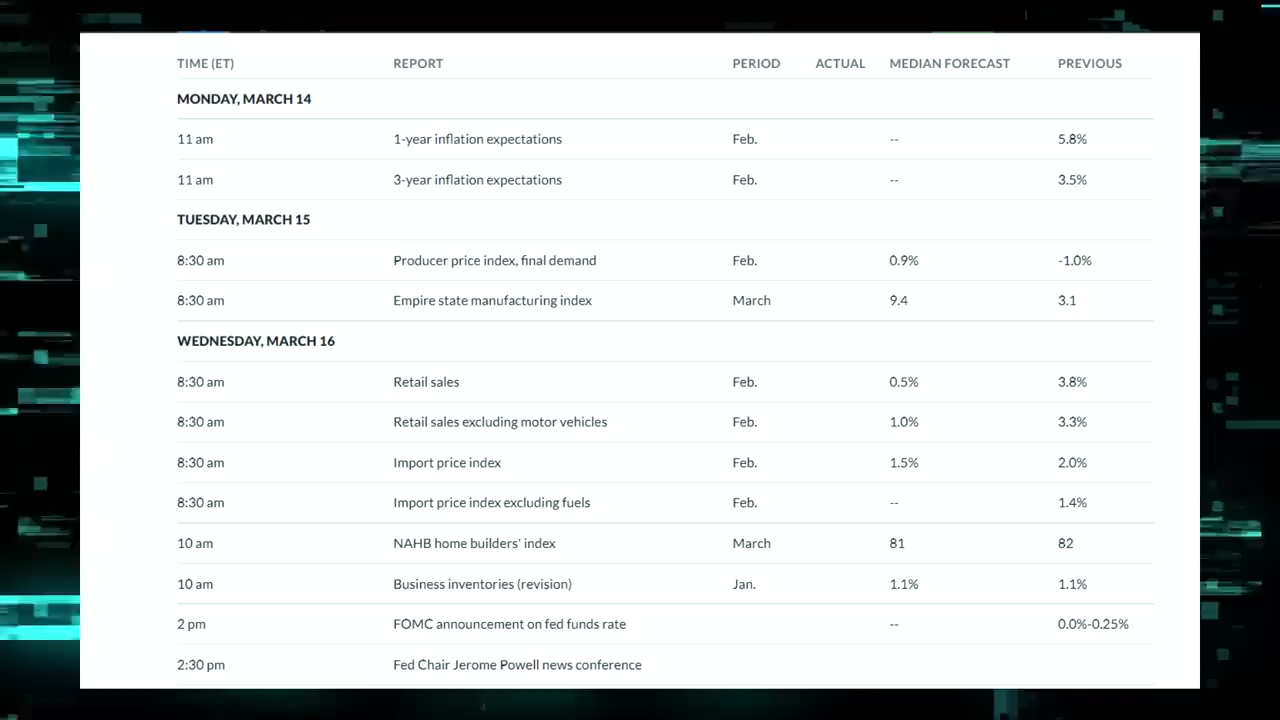 TIME (ET) REPORT PERIOD ACTUAL MEDIAN FORECAST PREVIOUS
MONDAY, MARCH 14
11 am 1-year inflation expectations Feb. -- 5.8%
11 am 3-year inflation expectations Feb. -- 3.5%
TUESDAY, MARCH 15
8:30 am Producer price index, final demand Feb. 0.9% -1.0%
8:30 am Empire state manufacturing index March 9.4 3.1
WEDNESDAY, MARCH 16
8:30 am Retail sales Feb. 0.5% 3.8%
8:30 am Retail sales excluding motor vehicles Feb. 1.0% 3.3%
8:30 am Import price index Feb. 1.5% 2.0%
8:30 am Import price index excluding fuels Feb. -- 1.4%
10 am NAHB home builders' index March 81 82
10 am Business inventories (revision) Jan. 1.1% 1.1%
2 pm FOMC announcement on fed funds rate -- 0.0%-0.25%
2:30 pm Fed Chair Jerome Powell news conference